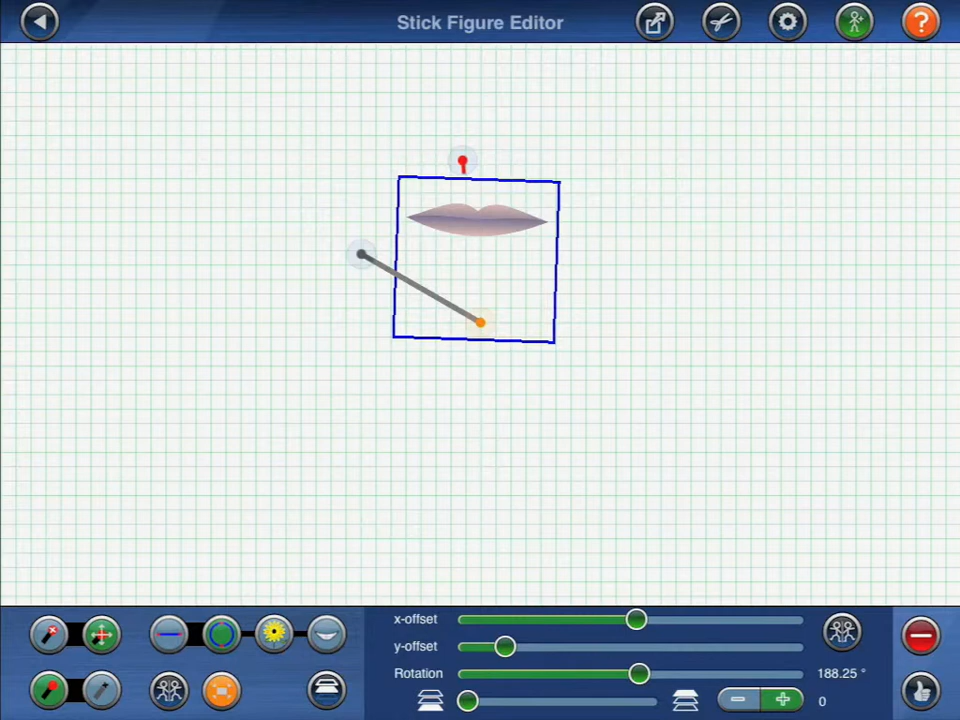 Stick Figure Editor
?
x-offset
y-offset
Rotation 188.25 °
0